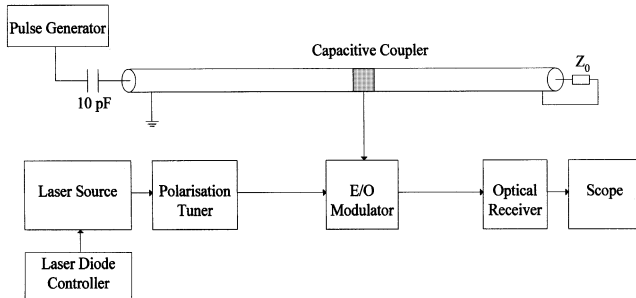 Pulse Generator
Capacitive Coupler
Z0
10 pF
Laser Source
Polarisation
Tuner
E/O
Modulator
Optical
Receiver
Scope
Laser Diode
Controller